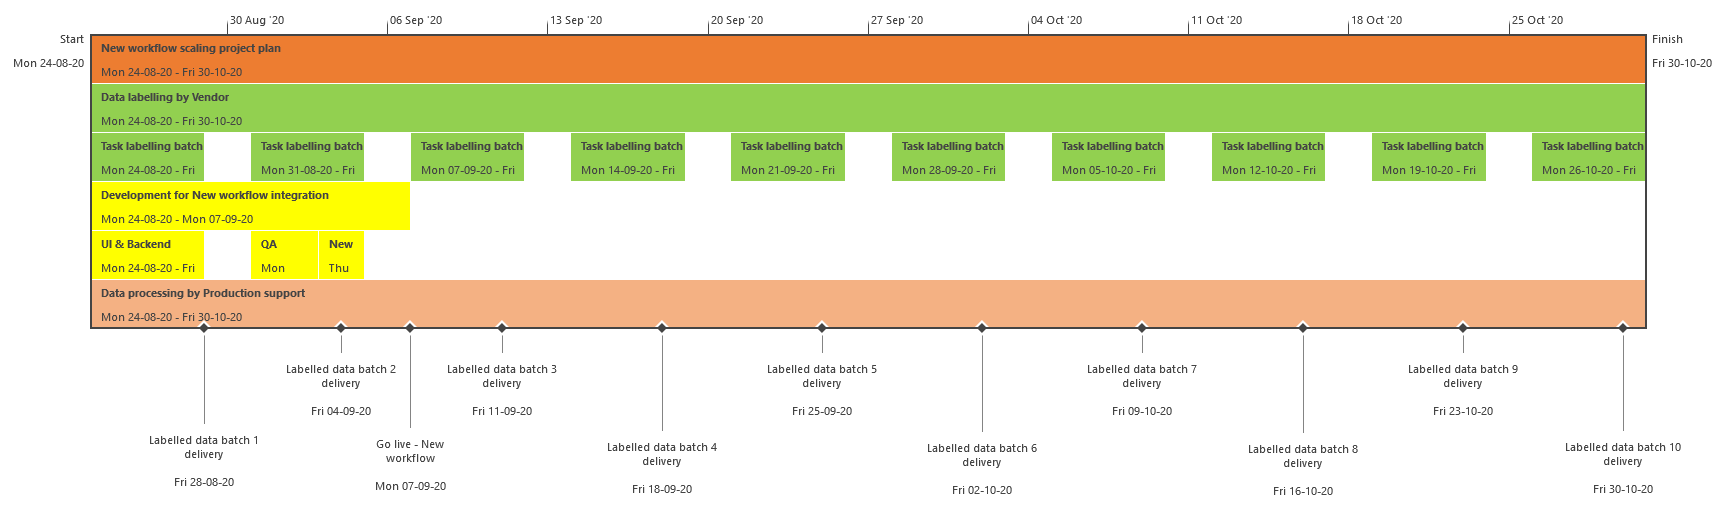 30 Aug '20
06 Sep '20
13 Sep '20
20 Sep '20
27 Sep '20
04 Oct '20
11 Oct '20
18 Oct '20
25 Oct '20
Start
Mon 24-08-20
Finish
Fri 30-10-20
New workflow scaling project plan
Mon 24-08-20 - Fri 30-10-20
Data labelling by Vendor
Mon 24-08-20 - Fri 30-10-20
Task labelling batch
Mon 24-08-20 - Fri
Task labelling batch
Mon 31-08-20 - Fri
Task labelling batch
Mon 07-09-20 - Fri
Task labelling batch
Mon 14-09-20 - Fri
Task labelling batch
Mon 21-09-20 - Fri
Task labelling batch
Mon 28-09-20 - Fri
Task labelling batch
Mon 05-10-20 - Fri
Task labelling batch
Mon 12-10-20 - Fri
Task labelling batch
Mon 19-10-20 - Fri
Task labelling batch
Mon 26-10-20 - Fri
Development for New workflow integration
Mon 24-08-20 - Mon 07-09-20
UI & Backend
Mon 24-08-20 - Fri
QA
Mon
New
Thu
Data processing by Production support
Mon 24-08-20 - Fri 30-10-20
Labelled data batch 1
delivery
Fri 28-08-20
Labelled data batch 2
delivery
Fri 04-09-20
Go live - New
workflow
Mon 07-09-20
Labelled data batch 3
delivery
Fri 11-09-20
Labelled data batch 4
delivery
Fri 18-09-20
Labelled data batch 5
delivery
Fri 25-09-20
Labelled data batch 6
delivery
Fri 02-10-20
Labelled data batch 7
delivery
Fri 09-10-20
Labelled data batch 8
delivery
Fri 16-10-20
Labelled data batch 9
delivery
Fri 23-10-20
Labelled data batch 10
delivery
Fri 30-10-20